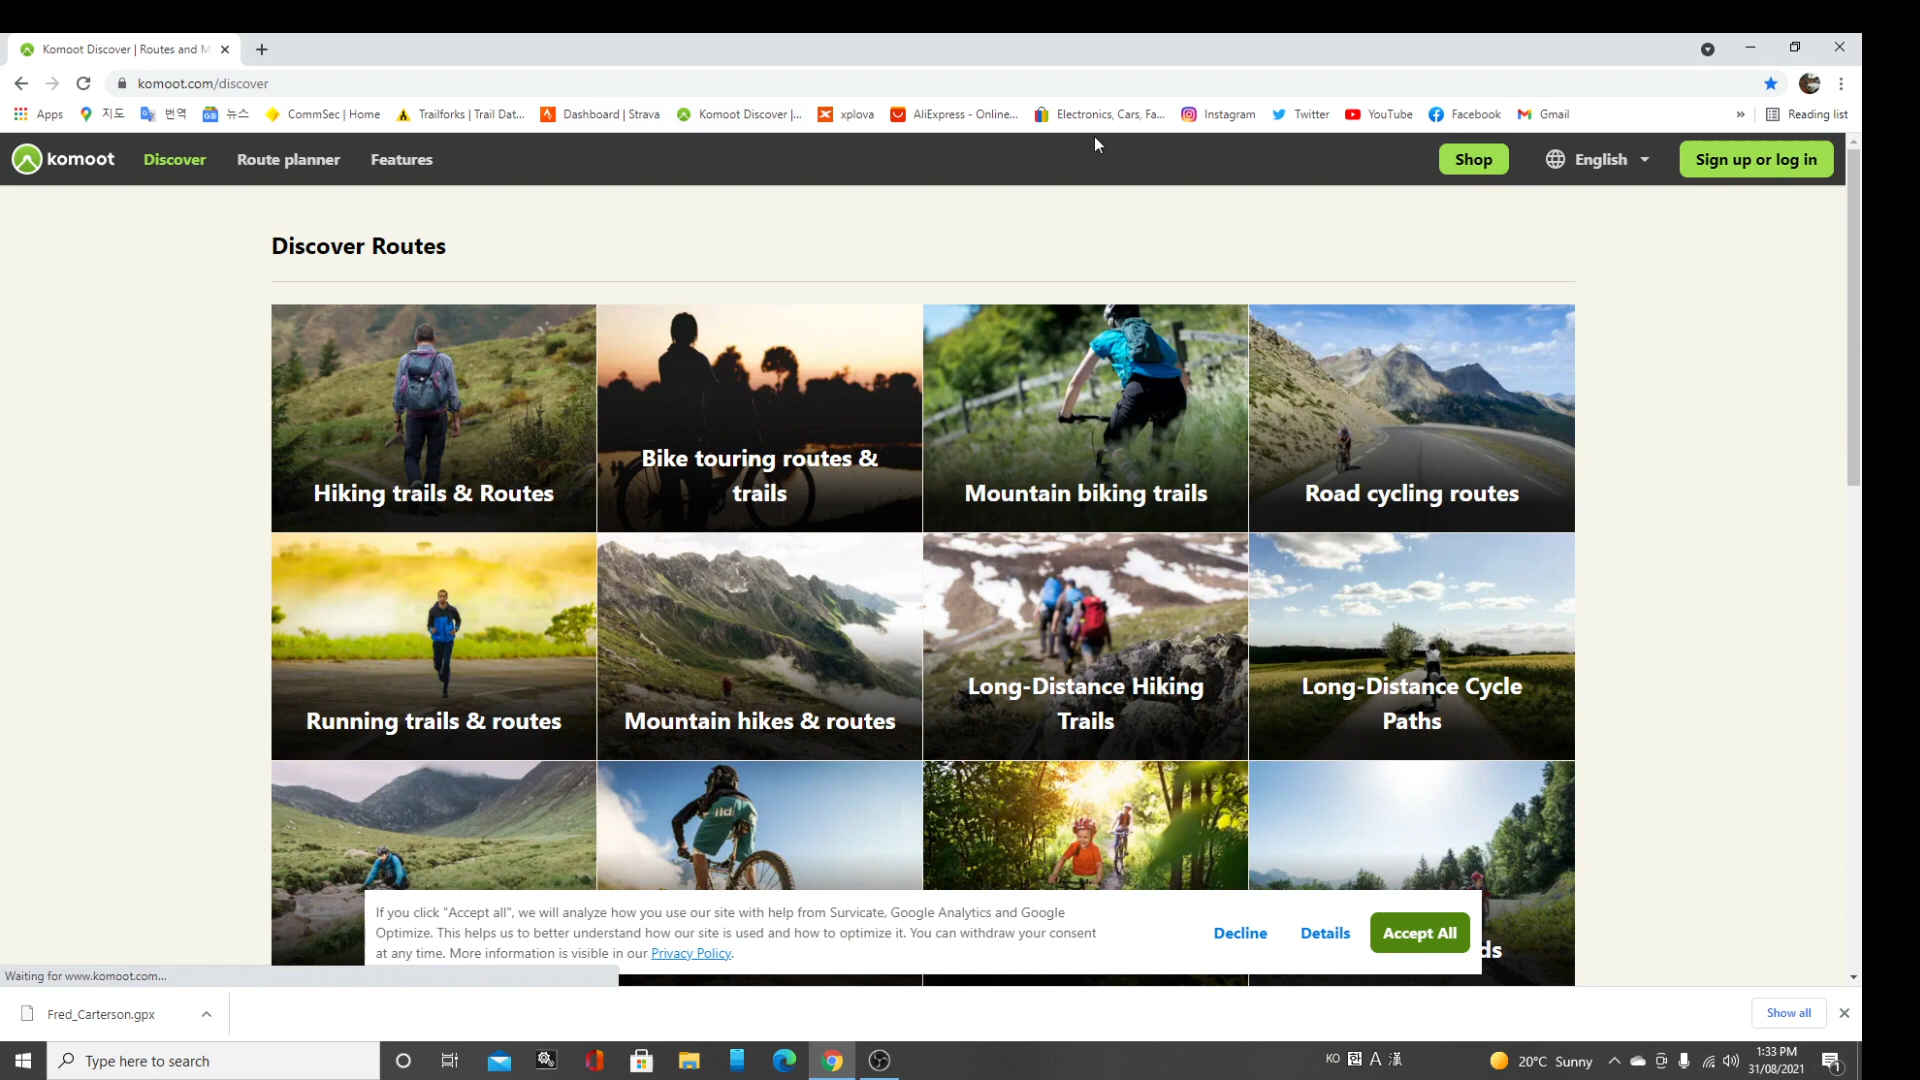 Komoot Discover | Routes and M
komoot.com/discover
Apps 지도 번역 뉴스 CommSec | Home Trailforks | Trail Dat... Dashboard | Strava Komoot Discover |... xplova AliExpress - Online... Electronics, Cars, Fa... Instagram Twitter YouTube Facebook Gmail » Reading list
komoot Discover Route planner Features Shop English Sign up or log in
Discover Routes
Hiking trails & Routes
Bike touring routes &
trails
Mountain biking trails
Road cycling routes
Running trails & routes
Mountain hikes & routes
Long-Distance Hiking
Trails
Long-Distance Cycle
Paths
ds
If you click "Accept all", we will analyze how you use our site with help from Survicate, Google Analytics and Google
Optimize. This helps us to better understand how our site is used and how to optimize it. You can withdraw your consent
at any time. More information is visible in our Privacy Policy.
Decline Details Accept All
Waiting for www.komoot.com...
Fred_Carterson.gpx
Show all
Type here to search
KO A 漢
20°C Sunny
1:33 PM
31/08/2021
1